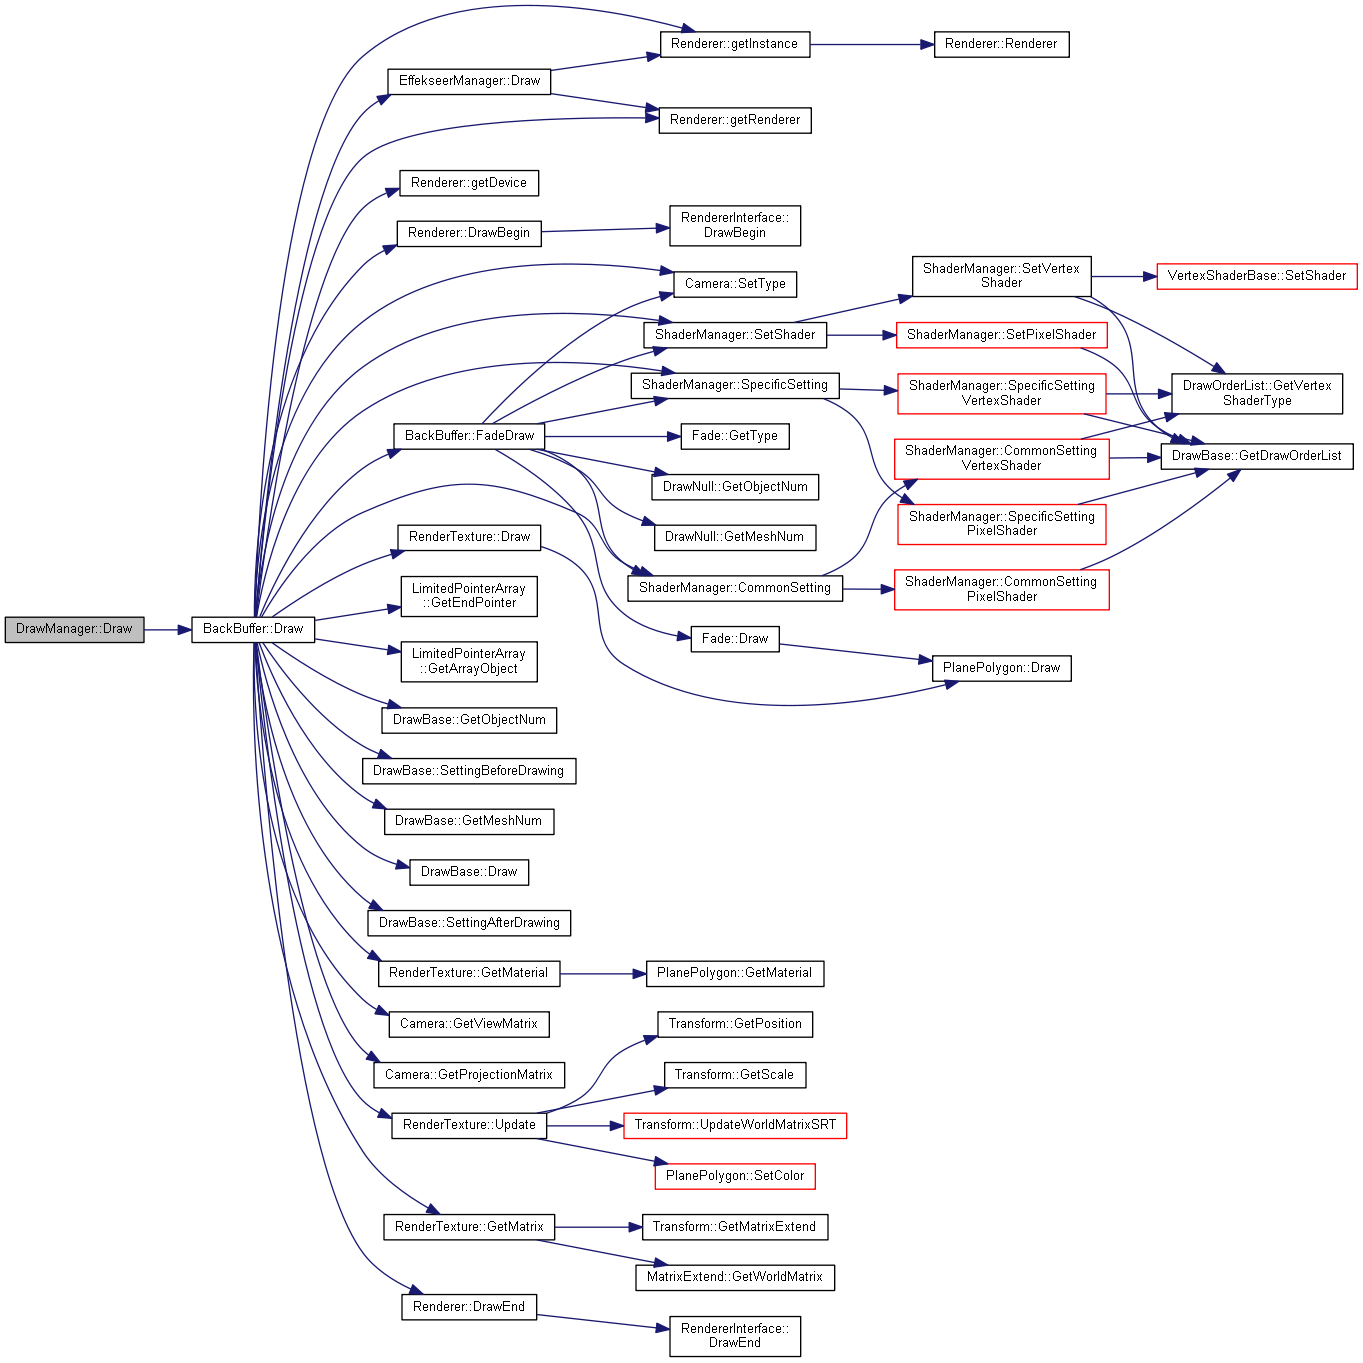 Renderer::getInstance
Renderer::Renderer
EffekseerManager::Draw
Renderer::getRenderer
Renderer::getDevice
Renderer::DrawBegin
RendererInterface::
DrawBegin
Camera::SetType
ShaderManager::SetVertex
Shader
VertexShaderBase::SetShader
ShaderManager::SetShader
ShaderManager::SetPixelShader
ShaderManager::SpecificSetting
ShaderManager::SpecificSetting
VertexShader
DrawOrderList::GetVertex
ShaderType
BackBuffer::FadeDraw
Fade::GetType
ShaderManager::CommonSetting
VertexShader
DrawBase::GetDrawOrderList
DrawNull::GetObjectNum
ShaderManager::SpecificSetting
PixelShader
RenderTexture::Draw
DrawNull::GetMeshNum
LimitedPointerArray
::GetEndPointer
ShaderManager::CommonSetting
ShaderManager::CommonSetting
PixelShader
DrawManager::Draw
BackBuffer::Draw
Fade::Draw
LimitedPointerArray
::GetArrayObject
PlanePolygon::Draw
DrawBase::GetObjectNum
DrawBase::SettingBeforeDrawing
DrawBase::GetMeshNum
DrawBase::Draw
DrawBase::SettingAfterDrawing
RenderTexture::GetMaterial
PlanePolygon::GetMaterial
Camera::GetViewMatrix
Transform::GetPosition
Camera::GetProjectionMatrix
Transform::GetScale
RenderTexture::Update
Transform::UpdateWorldMatrixSRT
PlanePolygon::SetColor
RenderTexture::GetMatrix
Transform::GetMatrixExtend
MatrixExtend::GetWorldMatrix
Renderer::DrawEnd
RendererInterface::
DrawEnd